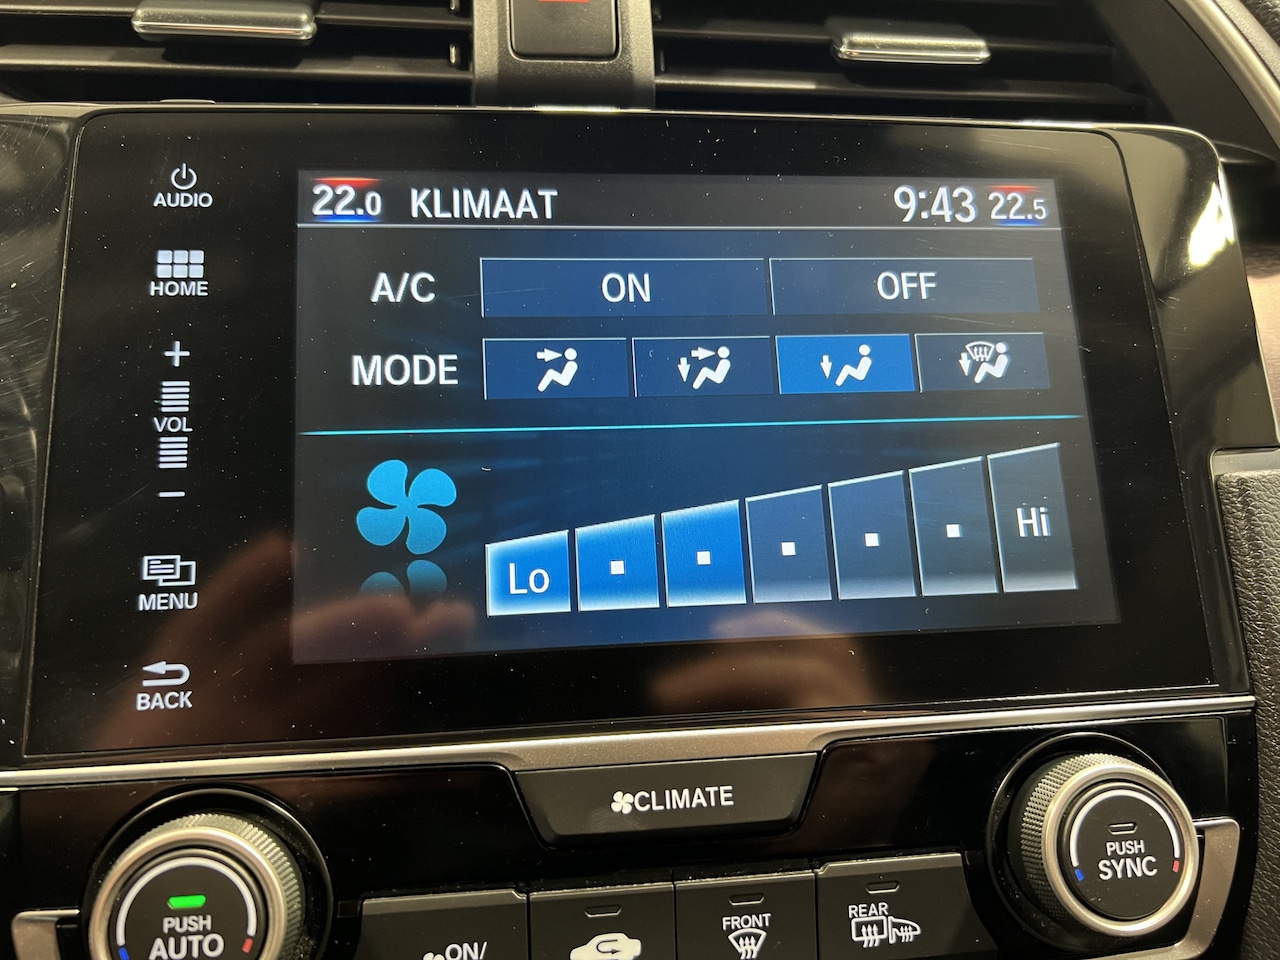 AUDIO
22.0 KLIMAAT 9:43 22.5
HOME
A/C ON OFF
MODE
+
VOL
−
Lo Hi
MENU
BACK
CLIMATE
PUSH
AUTO
ON/
FRONT
REAR
PUSH
SYNC